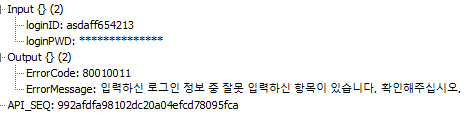 Input {} (2)
loginID: asdaff654213
loginPWD: **************
Output {} (2)
ErrorCode: 80010011
ErrorMessage: 입력하신 로그인 정보 중 잘못 입력하신 항목이 있습니다. 확인해주십시오.
API_SEQ: 992afdfa98102dc20a04efcd78095fca